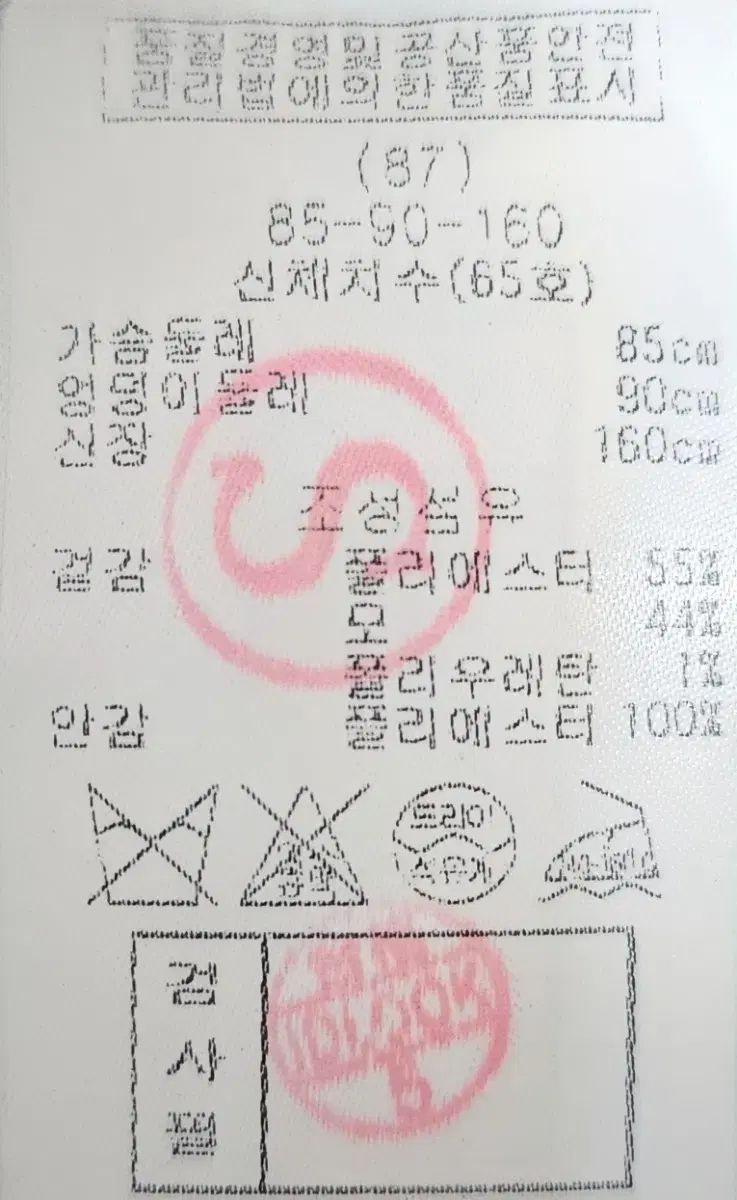 품질경영및공산품안전
관리법에의한품질표시
(87)
85-90-160
신체치수(65호)
가슴둘레 85cm
엉덩이둘레 90cm
신장 160cm
조성섬유
겉감 폴리에스터 55%
모 44%
폴리우레탄 1%
안감 폴리에스터 100%
드라이
석유계
검사필
S